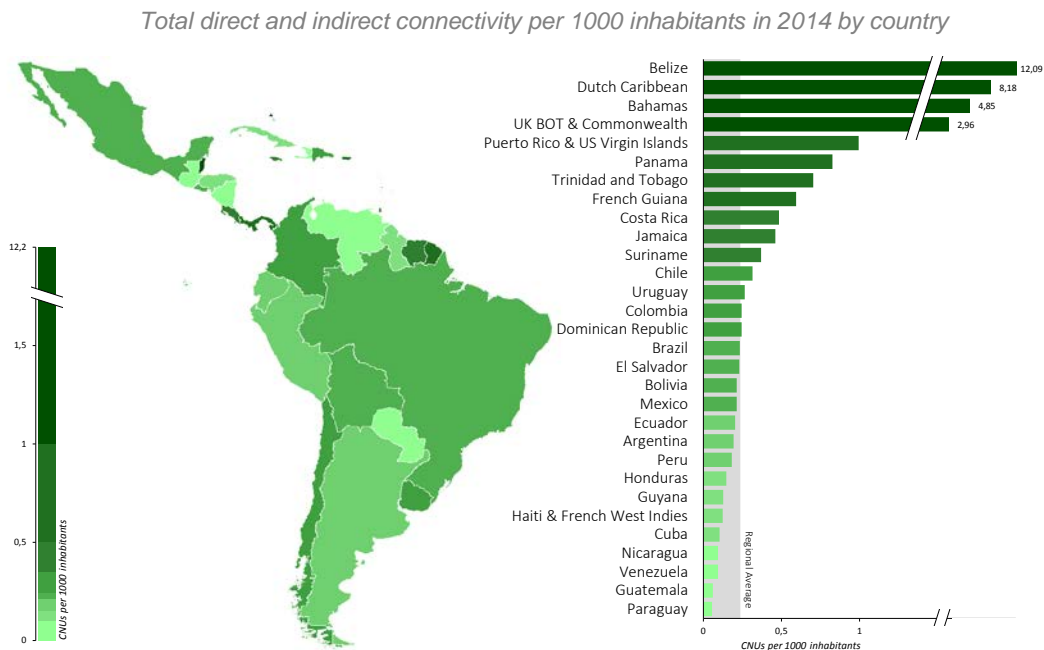 Total direct and indirect connectivity per 1000 inhabitants in 2014 by country
12,2
1,5
1
0,5
0
CNUs per 1000 inhabitants
Belize
12,09
Dutch Caribbean
8,18
Bahamas
4,85
UK BOT & Commonwealth
2,96
Puerto Rico & US Virgin Islands
Panama
Trinidad and Tobago
French Guiana
Costa Rica
Jamaica
Suriname
Chile
Uruguay
Colombia
Dominican Republic
Brazil
El Salvador
Bolivia
Mexico
Ecuador
Argentina
Peru
Honduras
Guyana
Haiti & French West Indies
Cuba
Nicaragua
Venezuela
Guatemala
Paraguay
Regional Average
0
0,5
1
CNUs per 1000 inhabitants